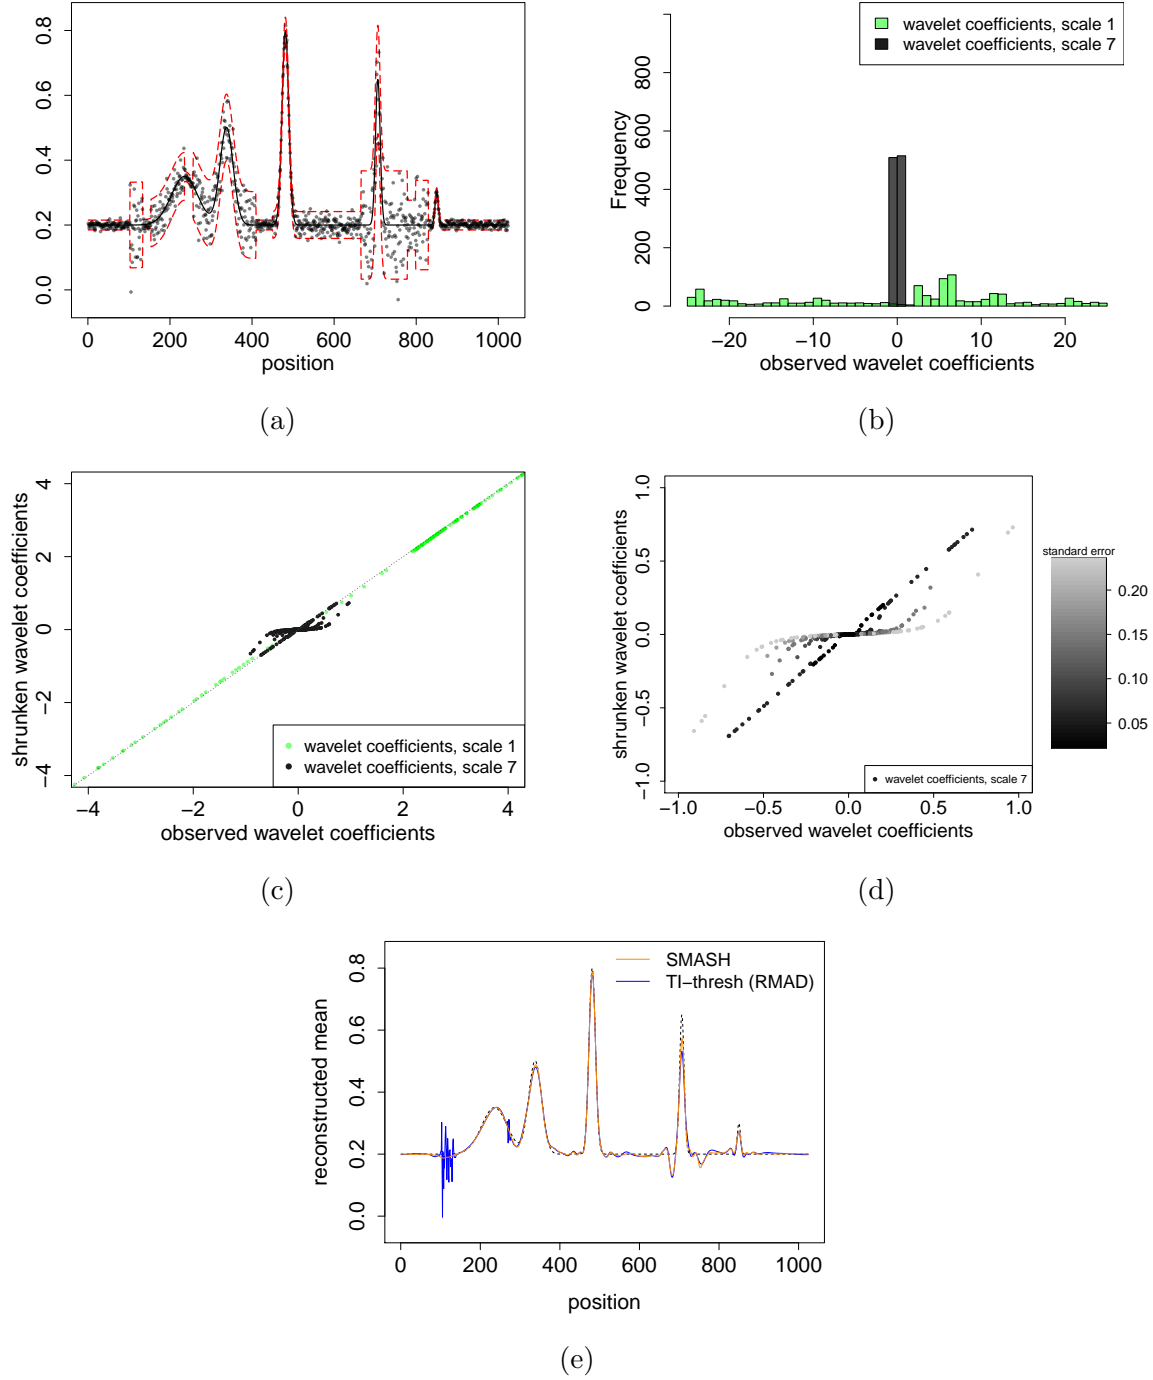 0.0 0.2 0.4 0.6 0.8
0 200 400 600 800 1000
position
(a)
wavelet coefficients, scale 1
wavelet coefficients, scale 7
Frequency
0 200 400 600 800
−20 −10 0 10 20
observed wavelet coefficients
(b)
shrunken wavelet coefficients
−4 −2 0 2 4
wavelet coefficients, scale 1
wavelet coefficients, scale 7
−4 −2 0 2 4
observed wavelet coefficients
(c)
shrunken wavelet coefficients
−1.0 −0.5 0.0 0.5 1.0
wavelet coefficients, scale 7
−1.0 −0.5 0.0 0.5 1.0
observed wavelet coefficients
standard error
0.20
0.15
0.10
0.05
(d)
reconstructed mean
0.0 0.2 0.4 0.6 0.8
SMASH
TI−thresh (RMAD)
0 200 400 600 800 1000
position
(e)